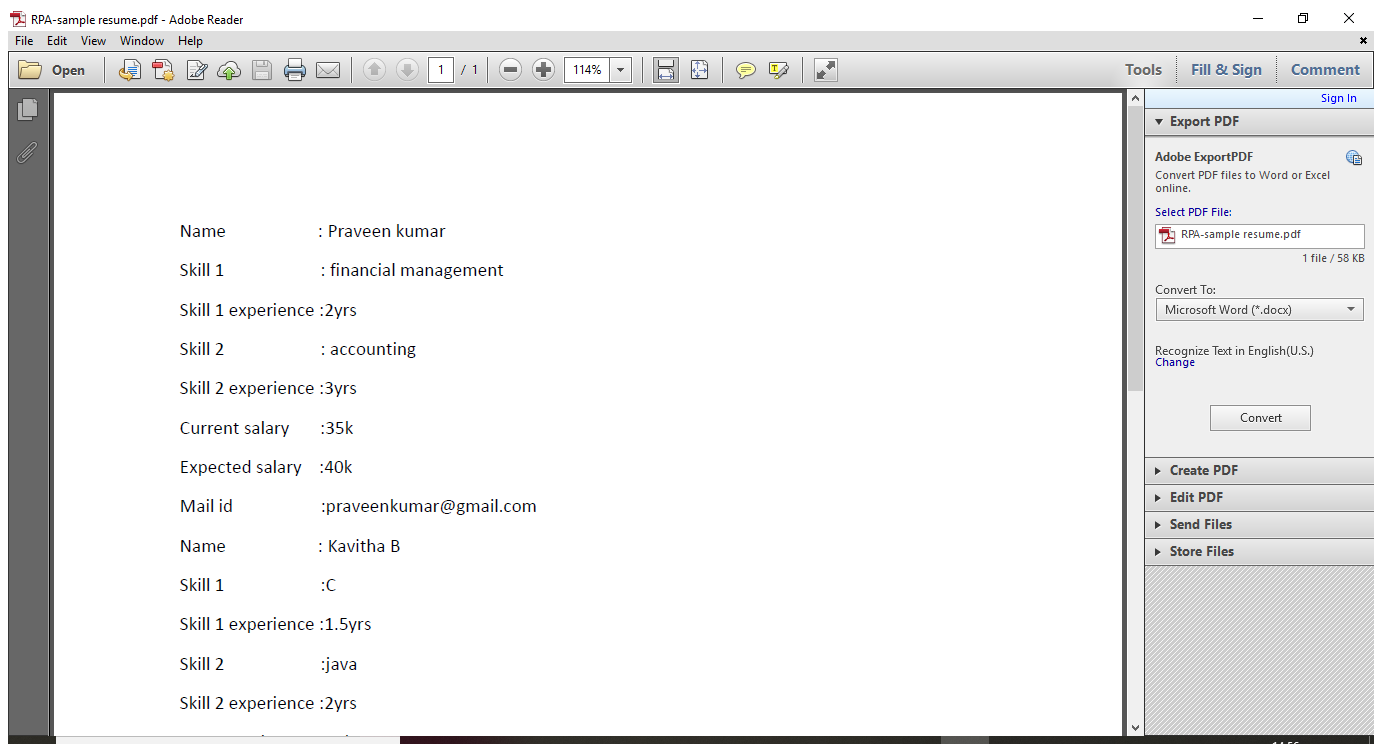 RPA-sample resume.pdf - Adobe Reader
File Edit View Window Help
Open 1 / 1 114% Tools Fill & Sign Comment
Sign In
Export PDF
Adobe ExportPDF
Convert PDF files to Word or Excel
online.
Select PDF File:
RPA-sample resume.pdf
1 file / 58 KB
Convert To:
Microsoft Word (*.docx)
Recognize Text in English(U.S.)
Change
Convert
Create PDF
Edit PDF
Send Files
Store Files
Name : Praveen kumar
Skill 1 : financial management
Skill 1 experience :2yrs
Skill 2 : accounting
Skill 2 experience :3yrs
Current salary :35k
Expected salary :40k
Mail id :praveenkumar@gmail.com
Name : Kavitha B
Skill 1 :C
Skill 1 experience :1.5yrs
Skill 2 :java
Skill 2 experience :2yrs